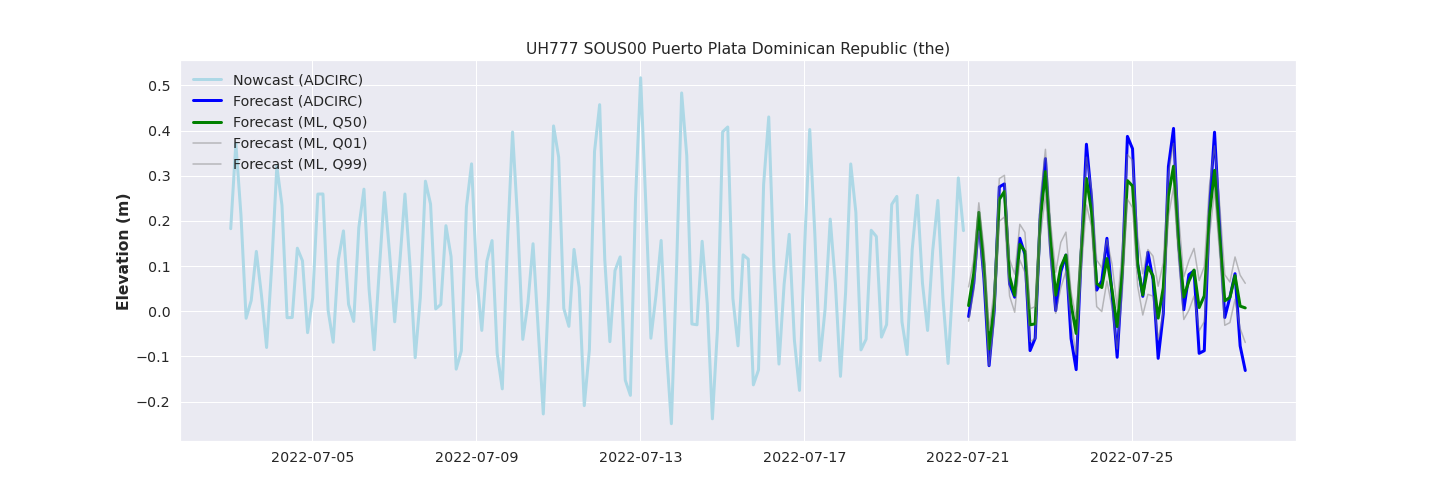 UH777 SOUS00 Puerto Plata Dominican Republic (the)
Nowcast (ADCIRC)
Forecast (ADCIRC)
Forecast (ML, Q50)
Forecast (ML, Q01)
Forecast (ML, Q99)
Elevation (m)
0.5
0.4
0.3
0.2
0.1
0.0
−0.1
−0.2
2022-07-05 2022-07-09 2022-07-13 2022-07-17 2022-07-21 2022-07-25